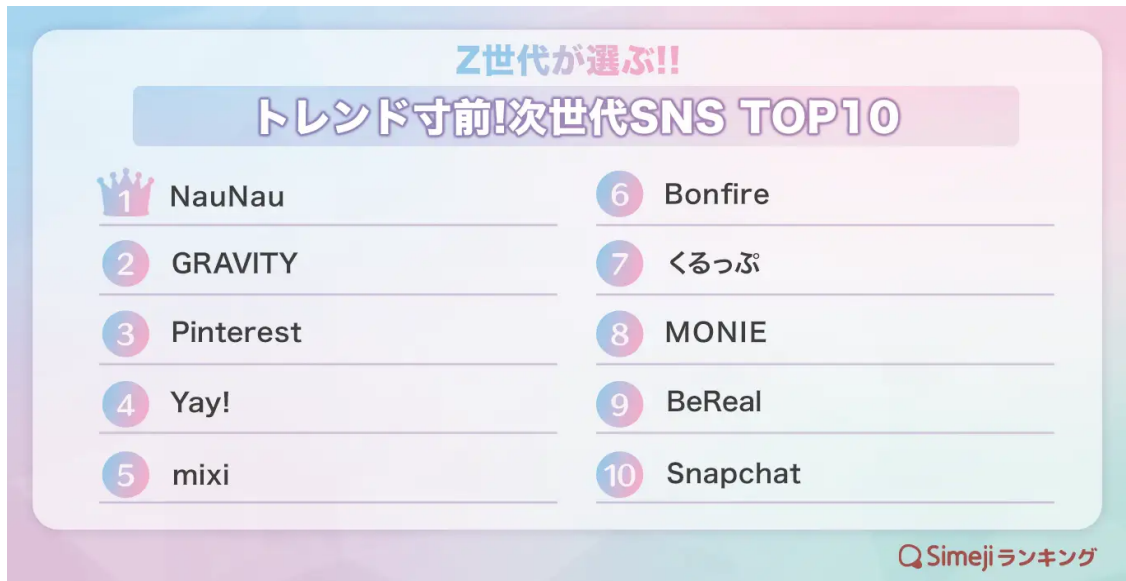 Z世代が選ぶ!!
トレンド寸前!次世代SNS TOP10
1 NauNau
2 GRAVITY
3 Pinterest
4 Yay!
5 mixi
6 Bonfire
7 くるっぷ
8 MONIE
9 BeReal
10 Snapchat
Simejiランキング